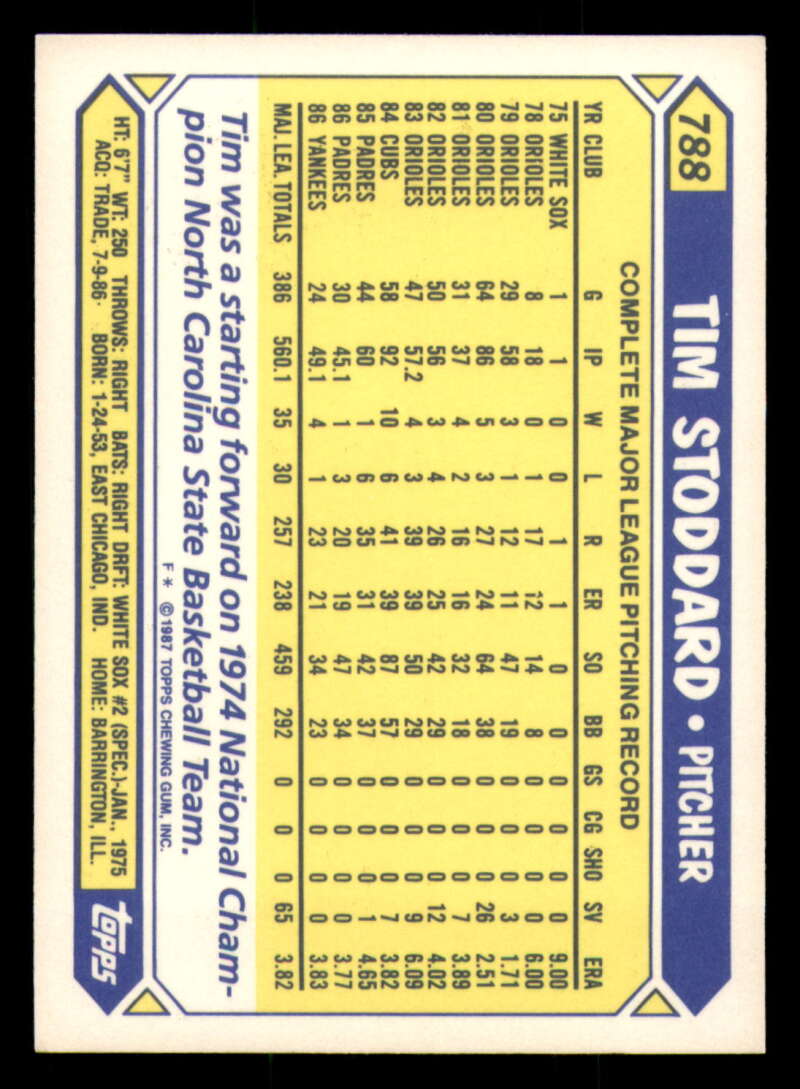 788
TIM STODDARD • PITCHER
COMPLETE MAJOR LEAGUE PITCHING RECORD
YR CLUB G IP W L R ER SO BB GS CG SHO SV ERA
75 WHITE SOX 1 1 0 0 1 1 0 0 0 0 0 0 9.00
78 ORIOLES 8 18 0 1 17 12 14 8 0 0 0 0 6.00
79 ORIOLES 29 58 3 1 12 11 47 19 0 0 0 3 1.71
80 ORIOLES 64 86 5 3 27 24 64 38 0 0 0 26 2.51
81 ORIOLES 31 37 4 2 16 16 32 18 0 0 0 7 3.89
82 ORIOLES 50 56 3 4 26 25 42 29 0 0 0 12 4.02
83 ORIOLES 47 57.2 4 3 39 39 50 29 0 0 0 9 6.09
84 CUBS 58 92 10 6 41 39 87 57 0 0 0 7 3.82
85 PADRES 44 60 1 6 35 31 42 37 0 0 0 1 4.65
86 PADRES 30 45.1 1 3 20 19 47 34 0 0 0 0 3.77
86 YANKEES 24 49.1 4 1 23 21 34 23 0 0 0 0 3.83
MAJ. LEA. TOTALS 386 560.1 35 30 257 238 459 292 0 0 0 65 3.82
Tim was a starting forward on 1974 National Cham-
pion North Carolina State Basketball Team.
F * ©1987 TOPPS CHEWING GUM, INC.
HT: 6'7" WT: 250 THROWS: RIGHT BATS: RIGHT DRFT: WHITE SOX #2 (SPEC.)-JAN., 1975
ACQ: TRADE, 7-9-86· BORN: 1-24-53, EAST CHICAGO, IND. HOME: BARRINGTON, ILL.
topps